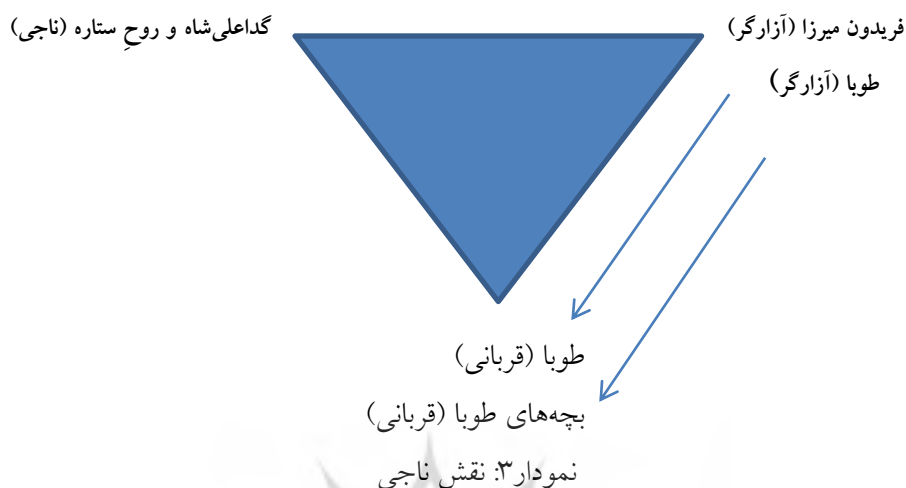 فریدون میرزا (آزارگر)
گداعلی‌شاه و روحِ ستاره (ناجی)
طوبا (آزارگر)
طوبا (قربانی)
بچه‌های طوبا (قربانی)
نمودار۳: نقش ناجی